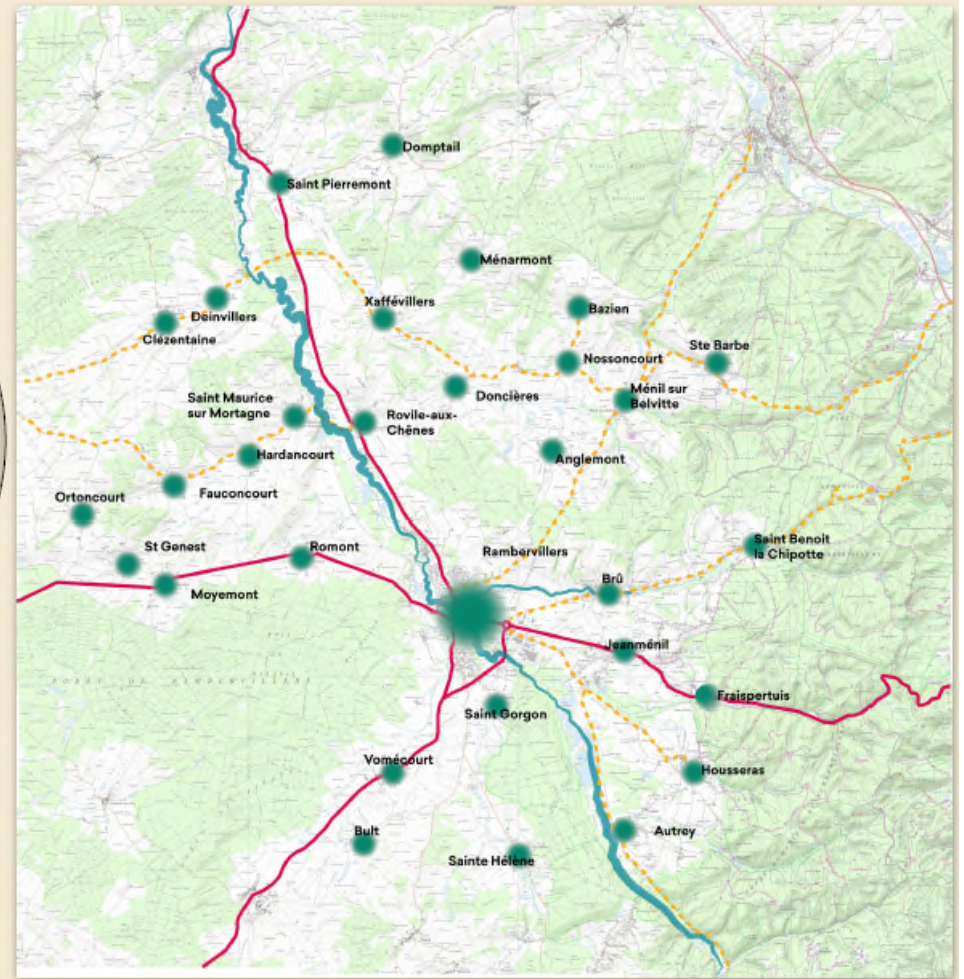 Domptail
Saint Pierremont
Ménarmont
Deinvillers
Xaffévillers
Bazien
Clézentaine
Ste Barbe
Nossoncourt
Saint Maurice
sur Mortagne
Doncières
Ménil sur
Belvitte
Rovile-aux-
Chênes
Hardancourt
Anglemont
Fauconcourt
Ortoncourt
St Genest
Romont
Rambervillers
Saint Benoit
la Chipotte
Moyemont
Brû
Jeanménil
Fraispertuis
Saint Gorgon
Vomécourt
Housseras
Bult
Autrey
Sainte Hélène